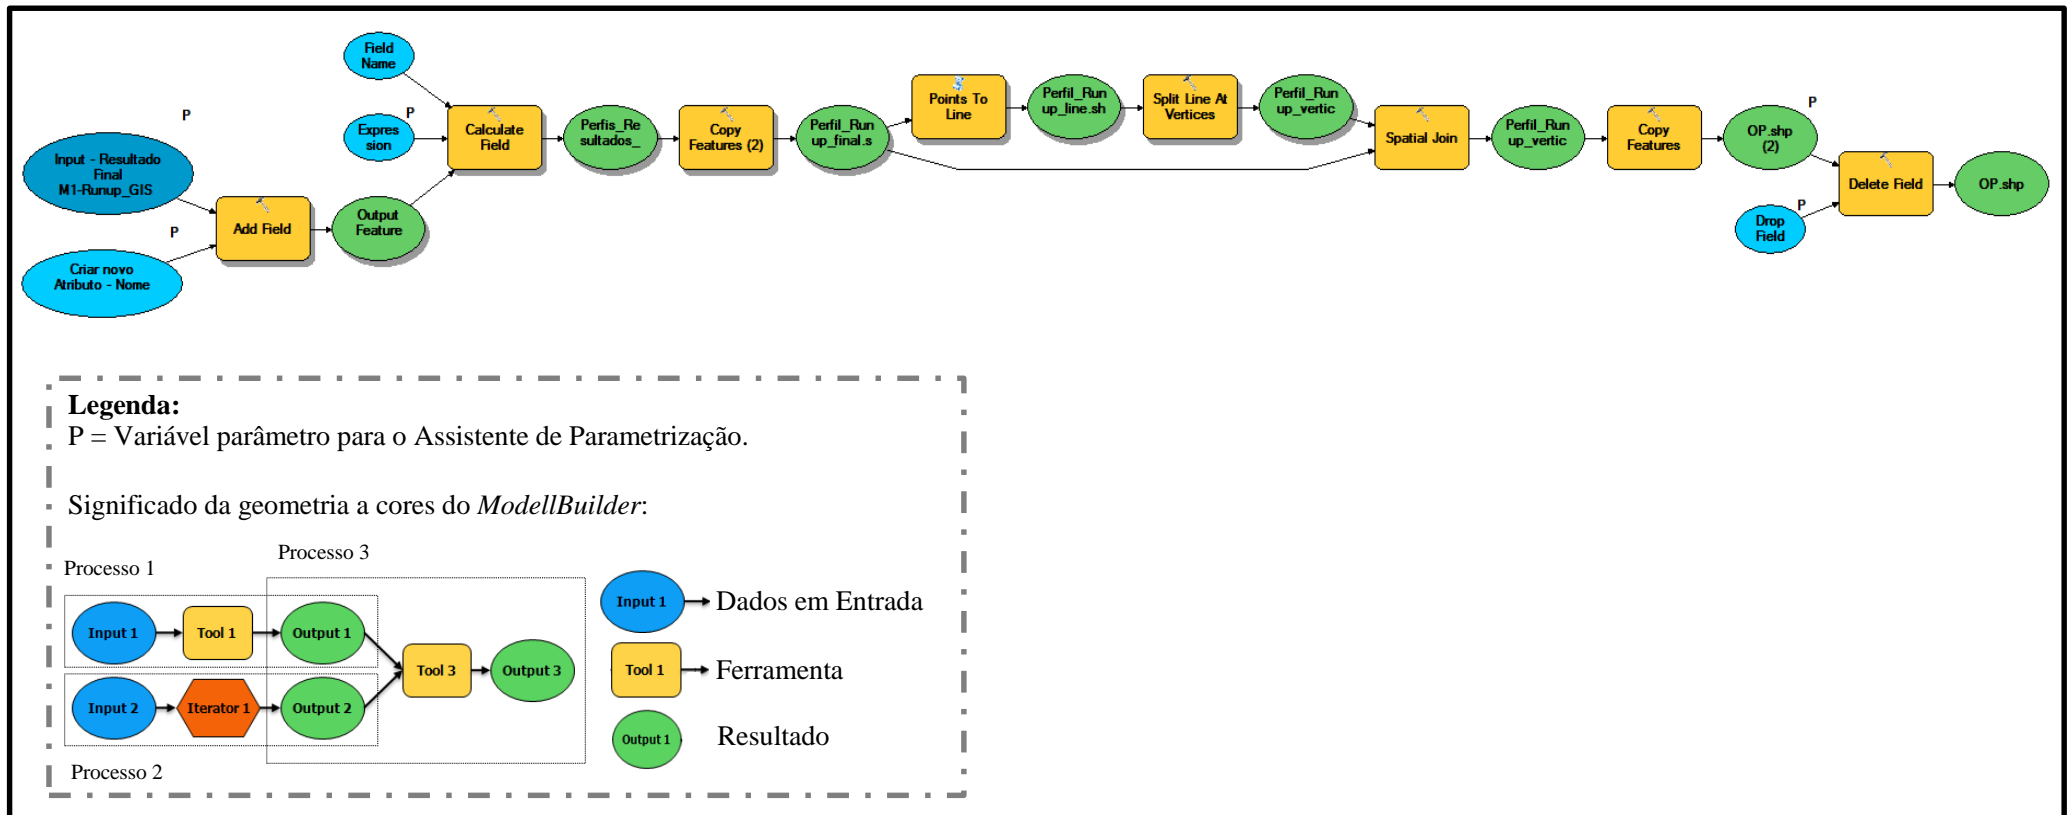 P
Input - Resultado
Final
M1-Runup_GIS
P
Criar novo
Atributo - Nome
Add Field
Field
Name
P
Expres
sion
Output
Feature
Calculate
Field
Perfis_Re
sultados_
Copy
Features (2)
Perfil_Run
up_final.s
Points To
Line
Perfil_Run
up_line.sh
Split Line At
Vertices
Perfil_Run
up_vertic
Spatial Join
Perfil_Run
up_vertic
Copy
Features
P
OP.shp
(2)
P
Drop
Field
Delete Field
OP.shp
Legenda:
P = Variável parâmetro para o Assistente de Parametrização.
Significado da geometria a cores do ModellBuilder:
Processo 3
Processo 1
Input 1
Tool 1
Output 1
Input 2
Iterator 1
Output 2
Tool 3
Output 3
Processo 2
Input 1
Dados em Entrada
Tool 1
Ferramenta
Output 1
Resultado